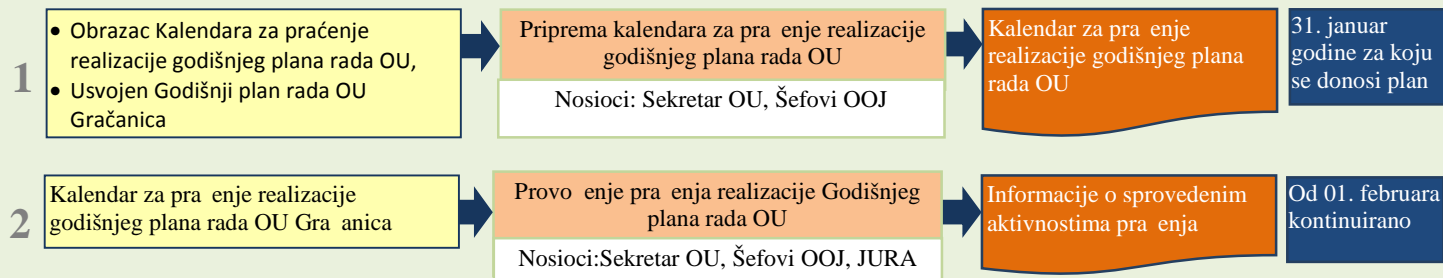 1
• Obrazac Kalendara za praćenje
realizacije godišnjeg plana rada OU,
• Usvojen Godišnji plan rada OU
Gračanica
Priprema kalendara za pra enje realizacije
godišnjeg plana rada OU
Nosioci: Sekretar OU, Šefovi OOJ
Kalendar za pra enje
realizacije godišnjeg plana
rada OU
31. januar
godine za koju
se donosi plan
2
Kalendar za pra enje realizacije
godišnjeg plana rada OU Gra anica
Provo enje pra enja realizacije Godišnjeg
plana rada OU
Nosioci:Sekretar OU, Šefovi OOJ, JURA
Informacije o sprovedenim
aktivnostima pra enja
Od 01. februara
kontinuirano